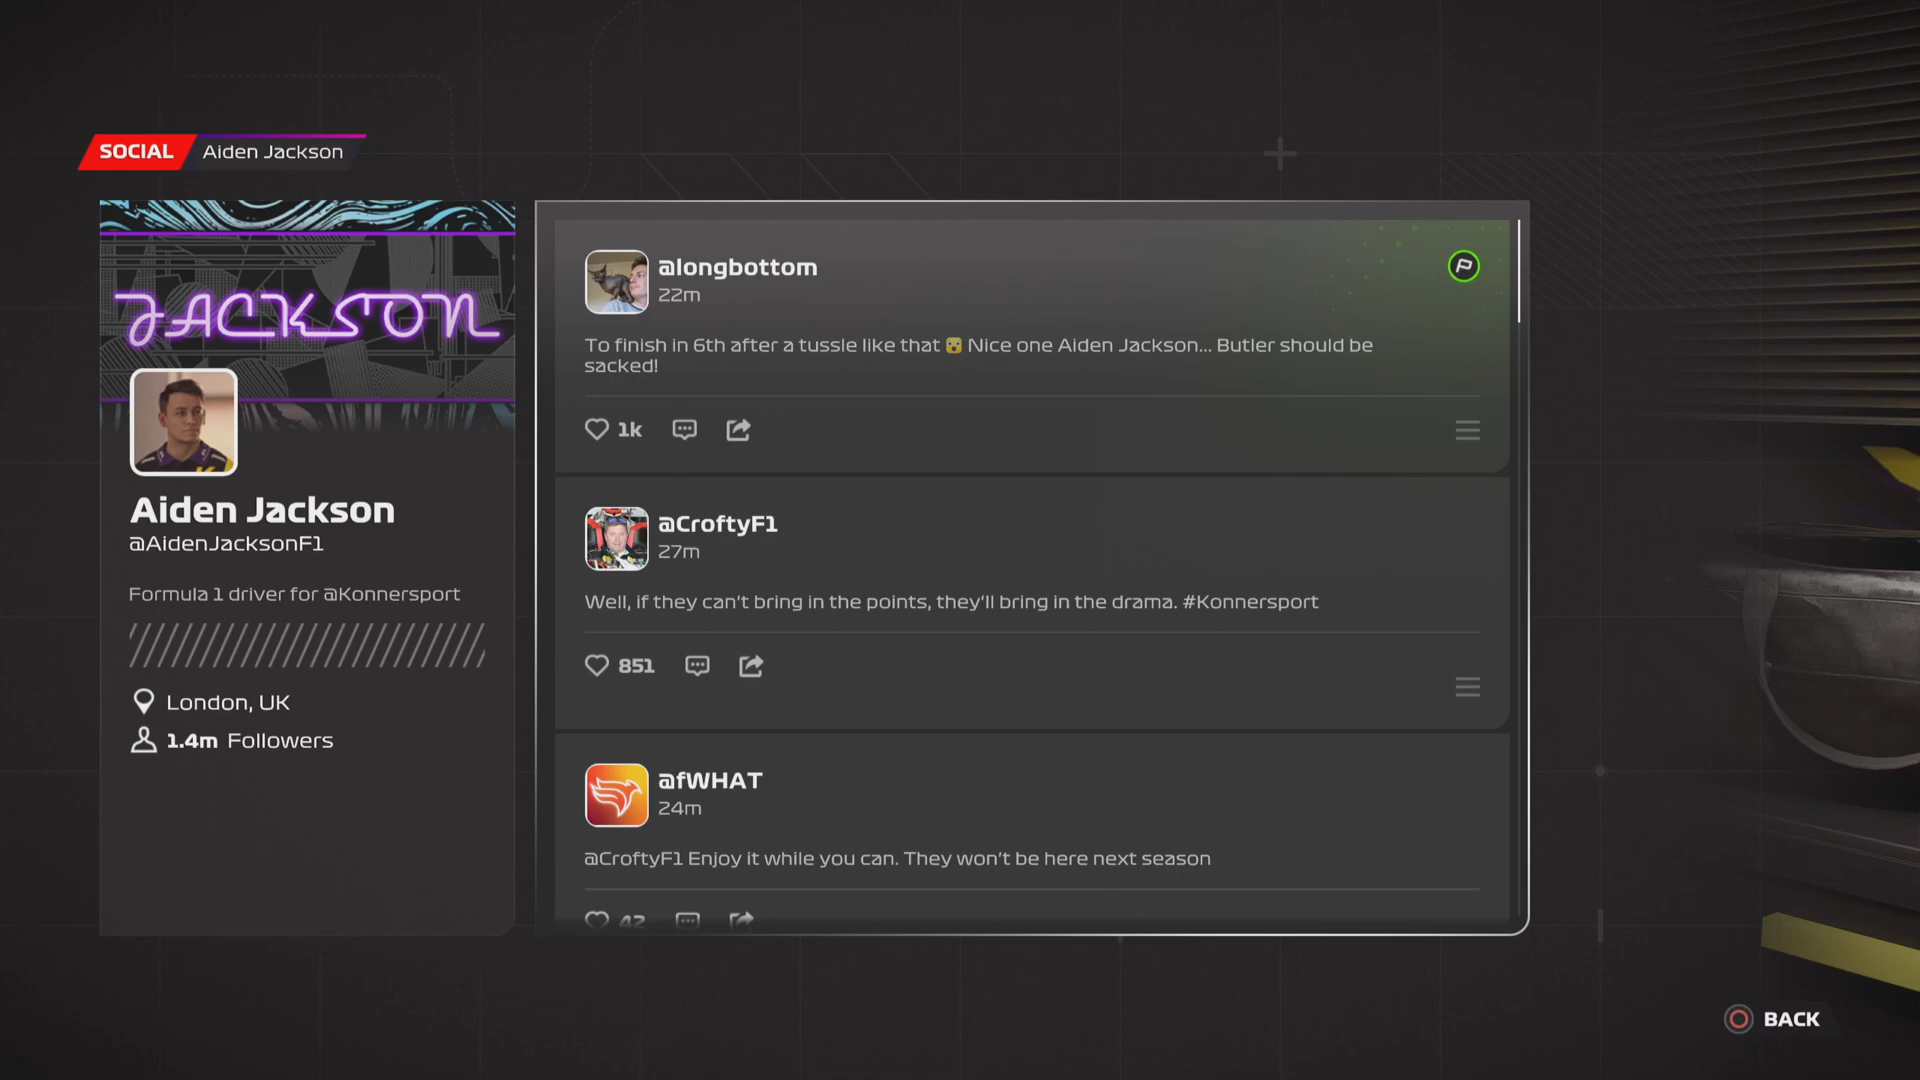 SOCIAL
Aiden Jackson
JACKSON
Aiden Jackson
@AidenJacksonF1
Formula 1 driver for @Konnersport
London, UK
1.4m Followers
@longbottom
22m
To finish in 6th after a tussle like that 😲 Nice one Aiden Jackson... Butler should be
sacked!
1k
@CroftyF1
27m
Well, if they can't bring in the points, they'll bring in the drama. #Konnersport
851
@fWHAT
24m
@CroftyF1 Enjoy it while you can. They won't be here next season
42
BACK